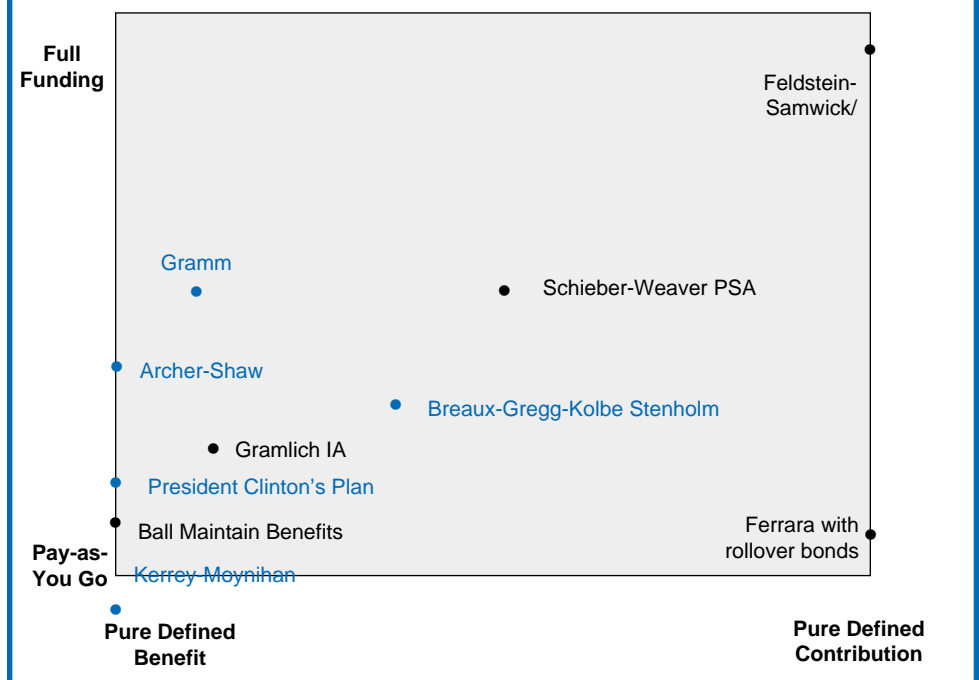 Full
Funding
Feldstein-
Samwick/
Gramm
Schieber-Weaver PSA
Archer-Shaw
Breaux-Gregg-Kolbe Stenholm
Gramlich IA
President Clinton’s Plan
Ball Maintain Benefits
Ferrara with
rollover bonds
Pay-as-
You Go
Kerrey-Moynihan
Pure Defined
Benefit
Pure Defined
Contribution